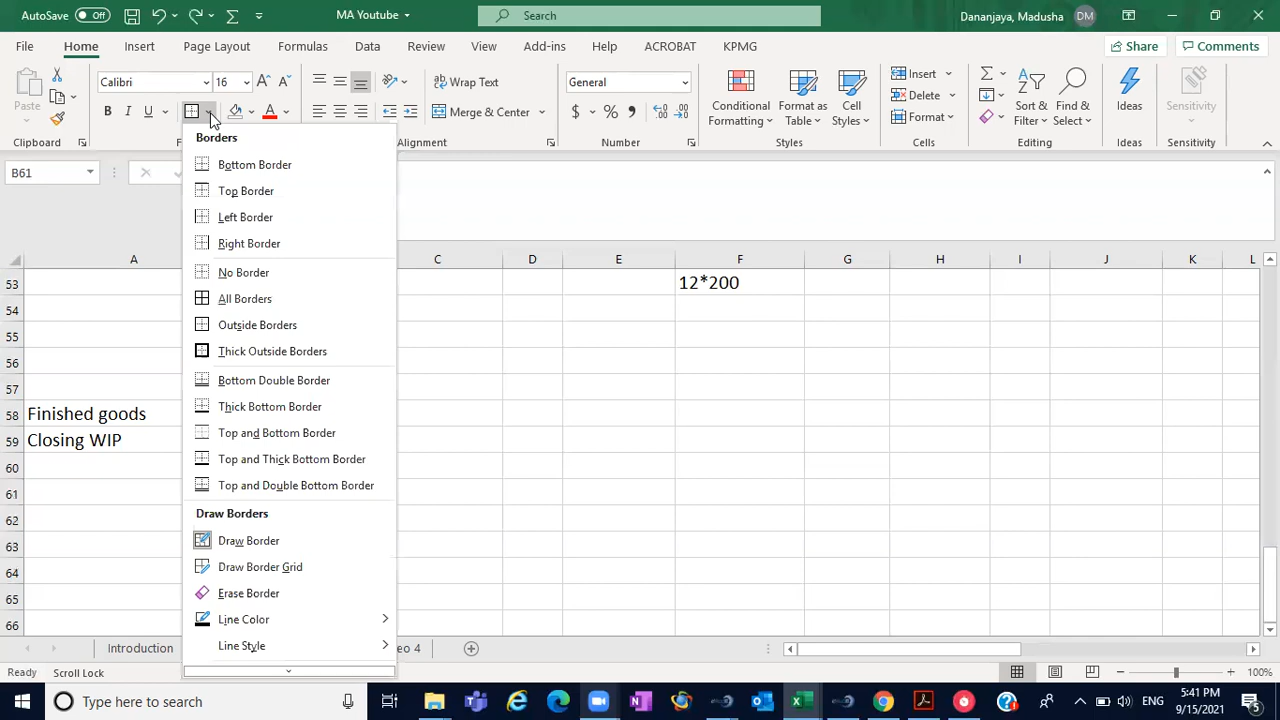 AutoSave Off MA Youtube Search Dananjaya, Madusha DM
File Home Insert Page Layout Formulas Data Review View Add-ins Help ACROBAT KPMG Share Comments
Calibri 16 Wrap Text General Insert
Paste B I U Merge & Center $ % Conditional Formatting Format as Table Cell Styles Delete Format Sort & Filter Find & Select Ideas Sensitivity
Clipboard Alignment Number Styles Cells Editing Ideas Sensitivity
B61
Borders
Bottom Border
Top Border
Left Border
Right Border
No Border
All Borders
Outside Borders
Thick Outside Borders
Bottom Double Border
Thick Bottom Border
Top and Bottom Border
Top and Thick Bottom Border
Top and Double Bottom Border
Draw Borders
Draw Border
Draw Border Grid
Erase Border
Line Color
Line Style
A C D E F G H I J K L
53 12*200
54
55
56
57
58 Finished goods
59 Closing WIP
60
61
62
63
64
65
66
Introduction eo 4
Ready Scroll Lock 100%
Type here to search ENG 5:41 PM
9/15/2021 5